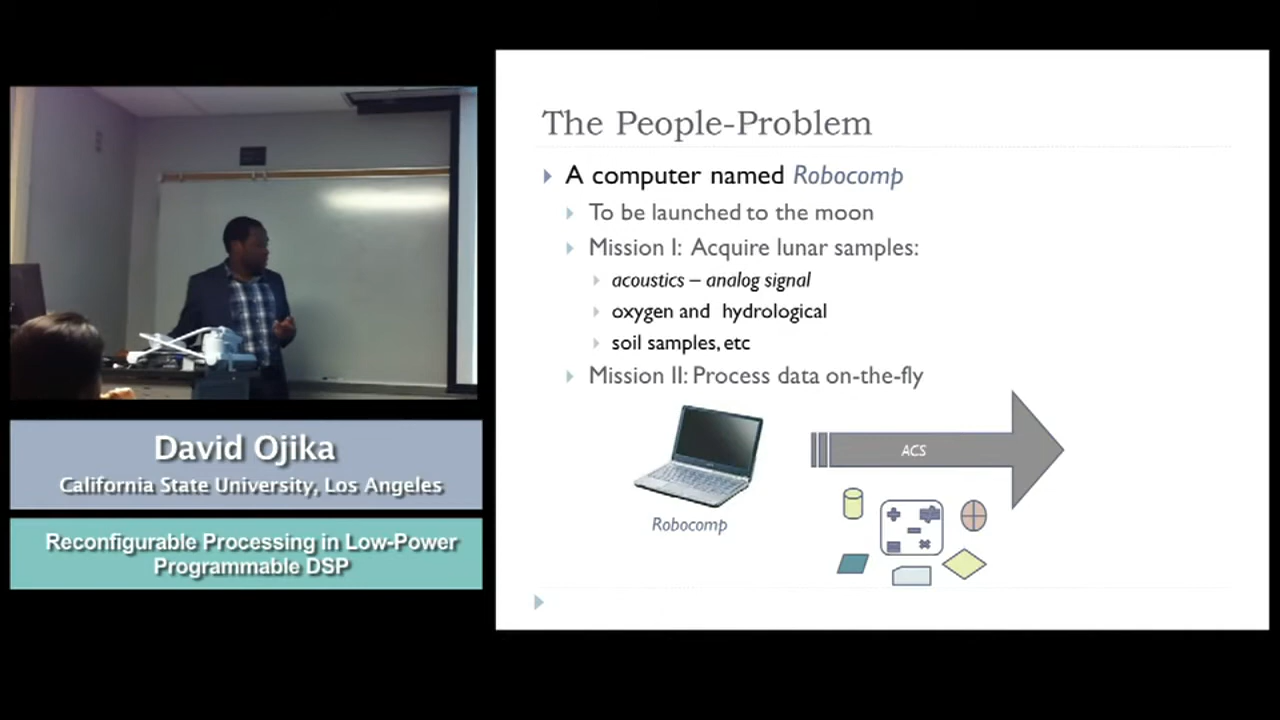 The People-Problem
A computer named Robocomp
To be launched to the moon
Mission I: Acquire lunar samples:
acoustics – analog signal
oxygen and hydrological
soil samples, etc
Mission II: Process data on-the-fly
ACS
Robocomp
David Ojika
California State University, Los Angeles
Reconfigurable Processing in Low-Power
Programmable DSP